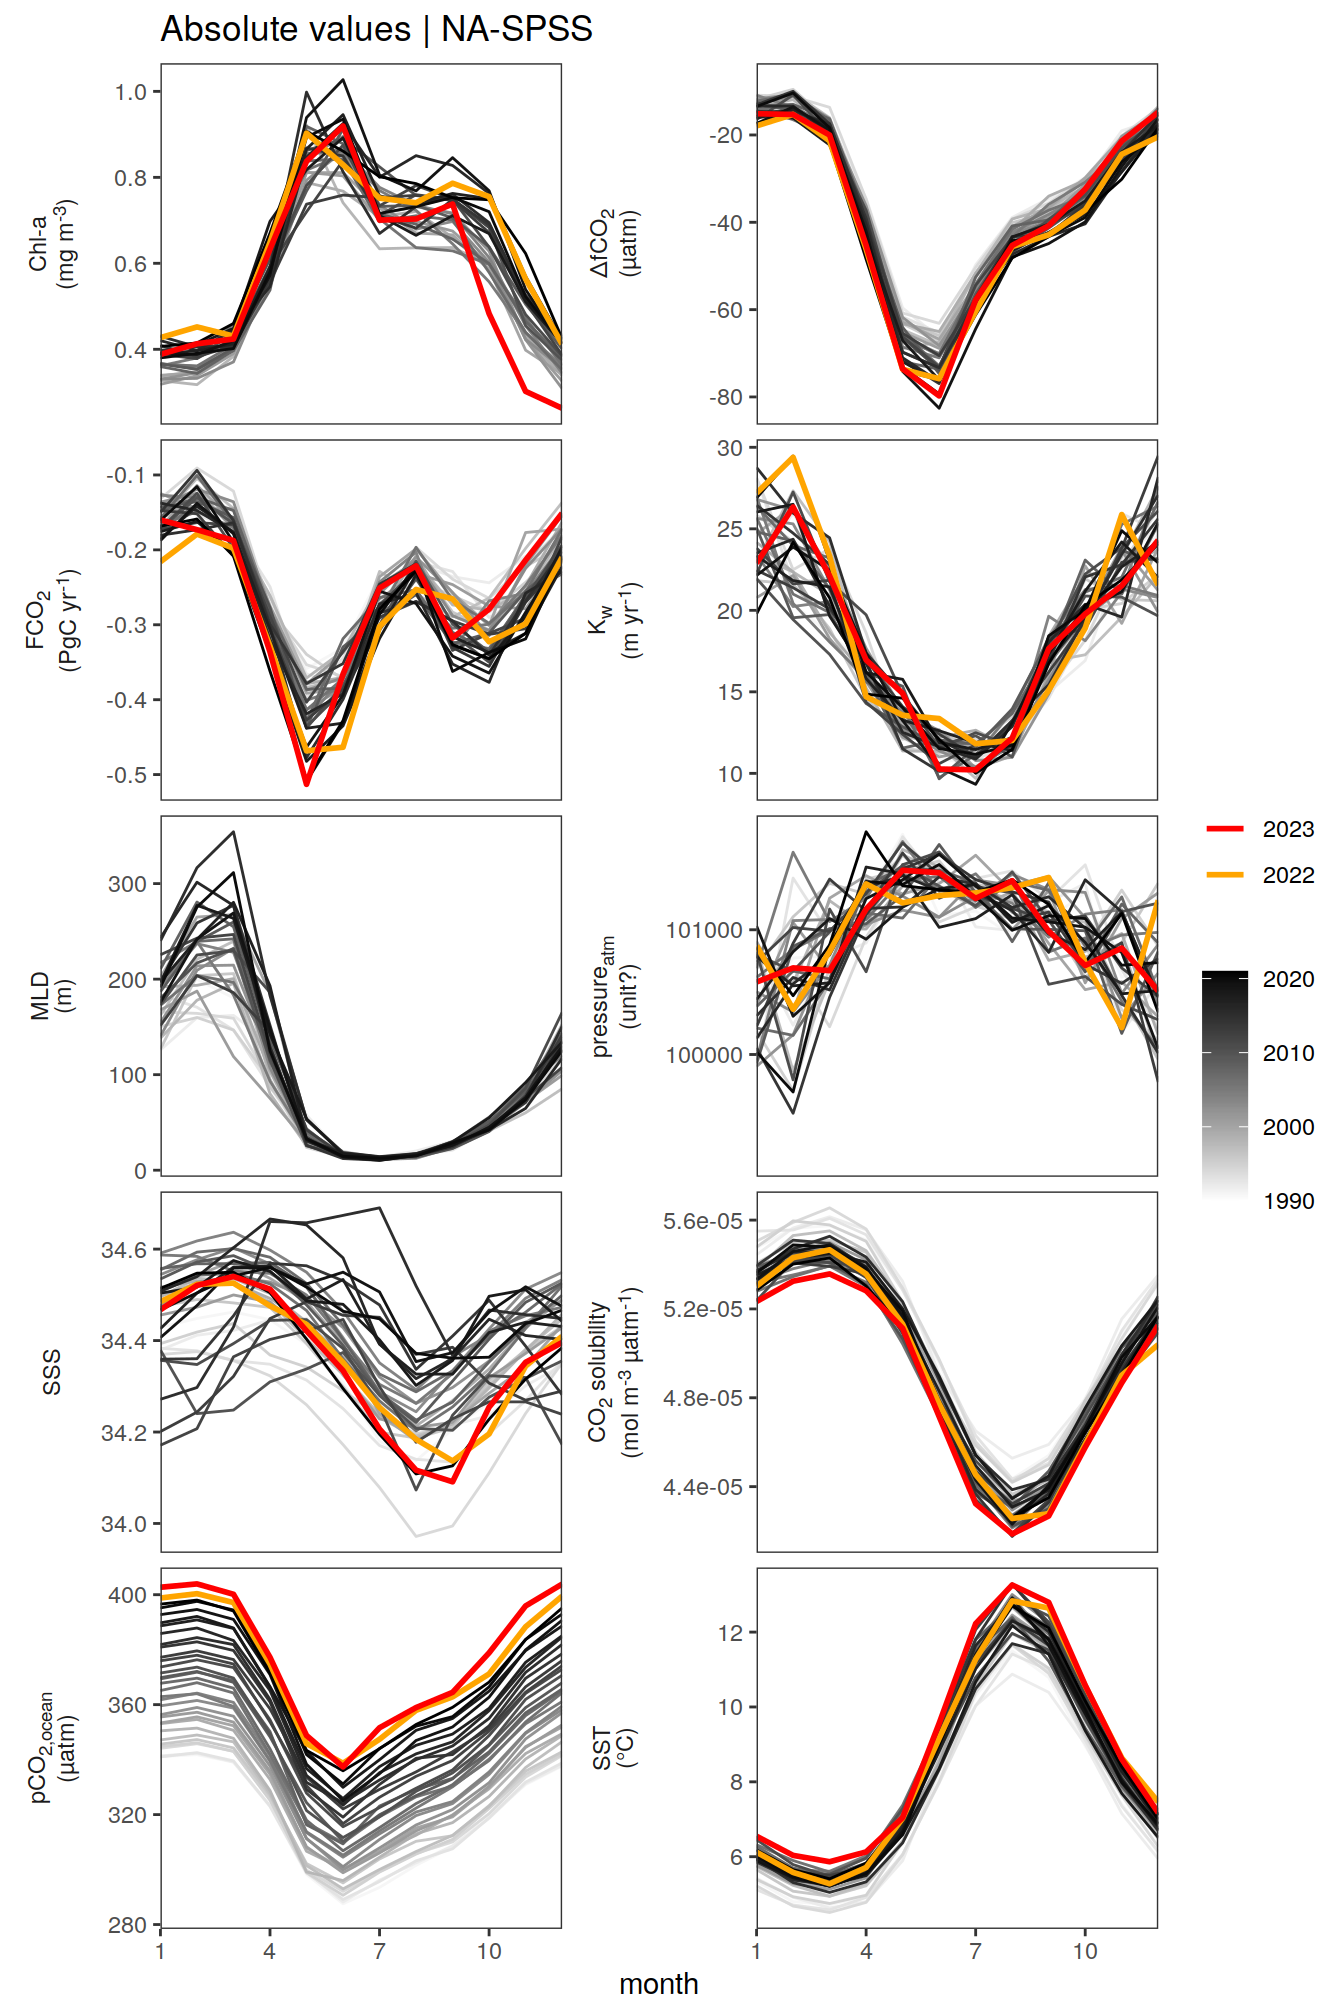 Absolute values | NA-SPSS
Chl-a
(mg m-3)
1.0
0.8
0.6
0.4
ΔfCO2
(µatm)
-20
-40
-60
-80
FCO2
(PgC yr-1)
-0.1
-0.2
-0.3
-0.4
-0.5
Kw
(m yr-1)
30
25
20
15
10
MLD
(m)
300
200
100
0
pressureatm
(unit?)
101000
100000
SSS
34.6
34.4
34.2
34.0
CO2 solubility
(mol m-3 µatm-1)
5.6e-05
5.2e-05
4.8e-05
4.4e-05
pCO2,ocean
(µatm)
400
360
320
280
1 4 7 10
SST
(°C)
12
10
8
6
1 4 7 10
month
2023
2022
2020
2010
2000
1990